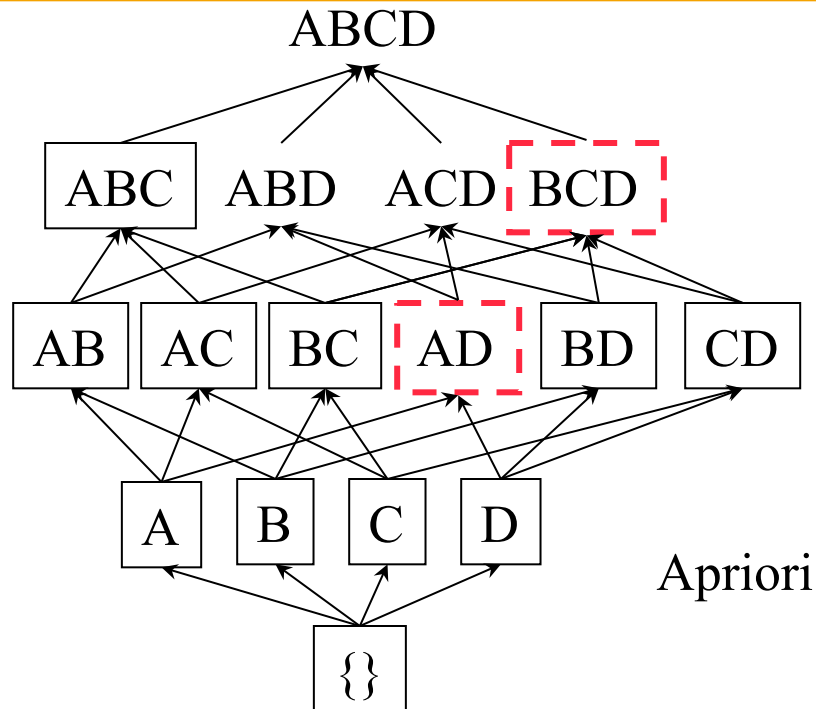 ABCD
ABC ABD ACD BCD
AB AC BC AD BD CD
A B C D
Apriori
{}